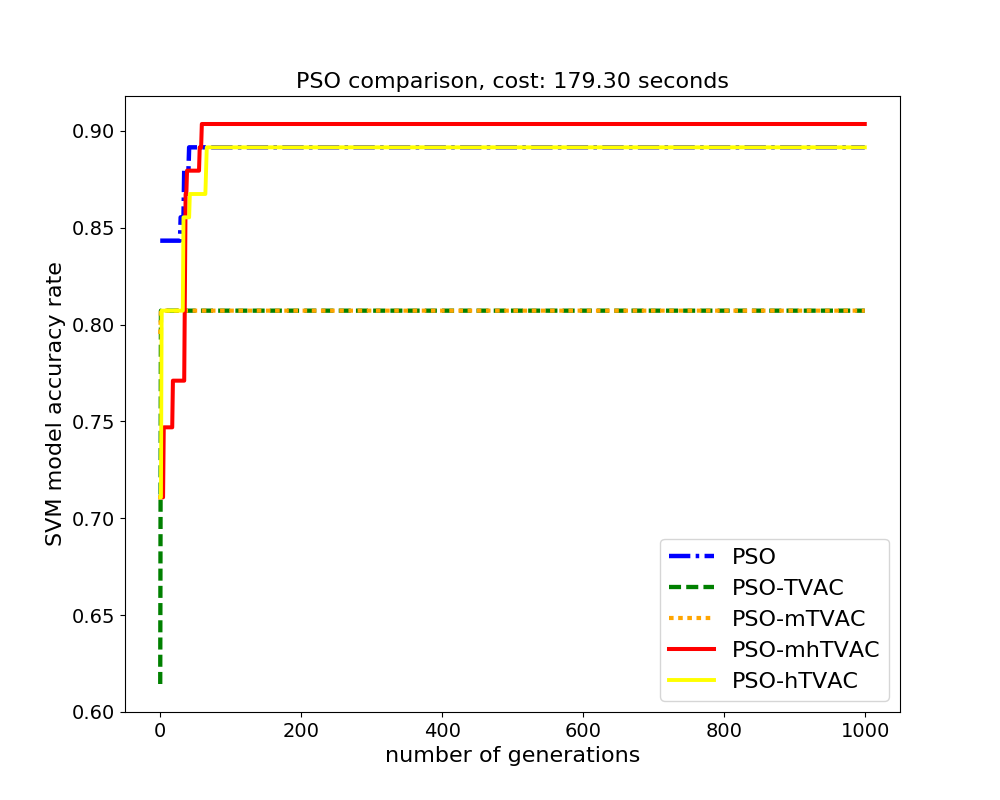 PSO comparison, cost: 179.30 seconds
SVM model accuracy rate
0.90
0.85
0.80
0.75
0.70
0.65
0.60
0
200
400
600
800
1000
number of generations
PSO
PSO-TVAC
PSO-mTVAC
PSO-mhTVAC
PSO-hTVAC